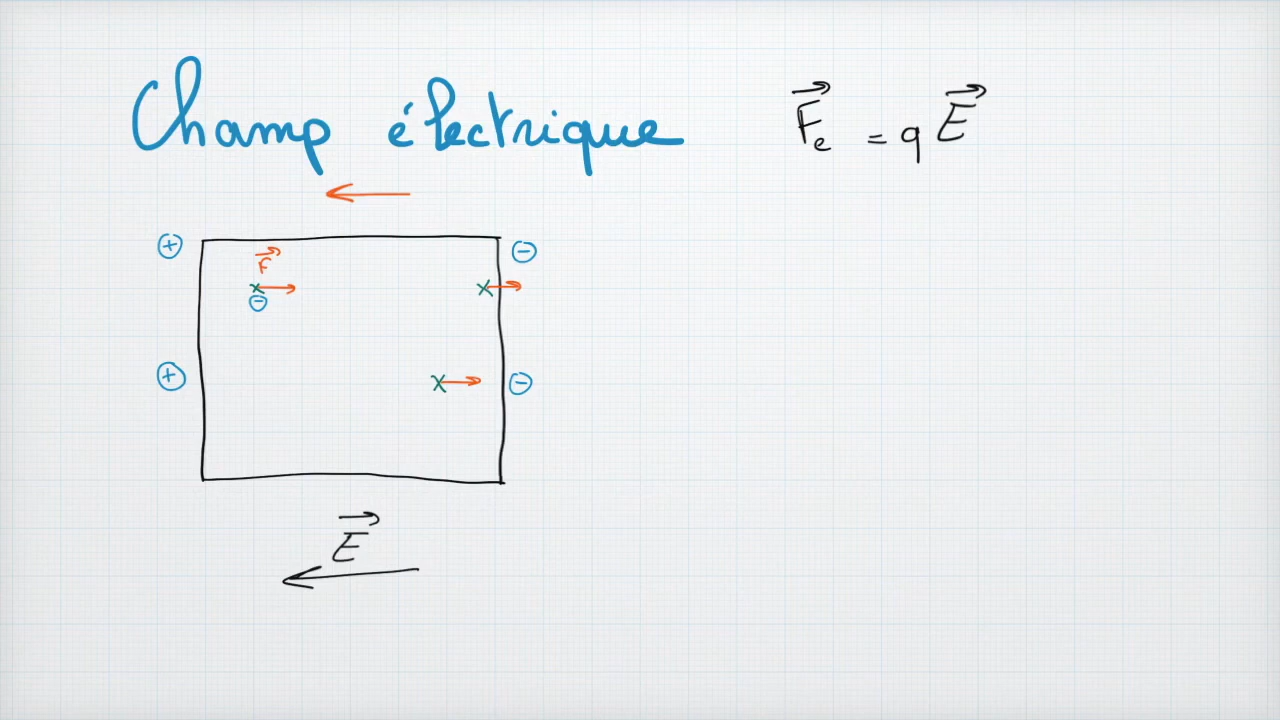 Champ électrique
F⃗e = q E⃗
⊕ ⊖
F⃗
x x
⊖
⊕ x ⊖
E⃗